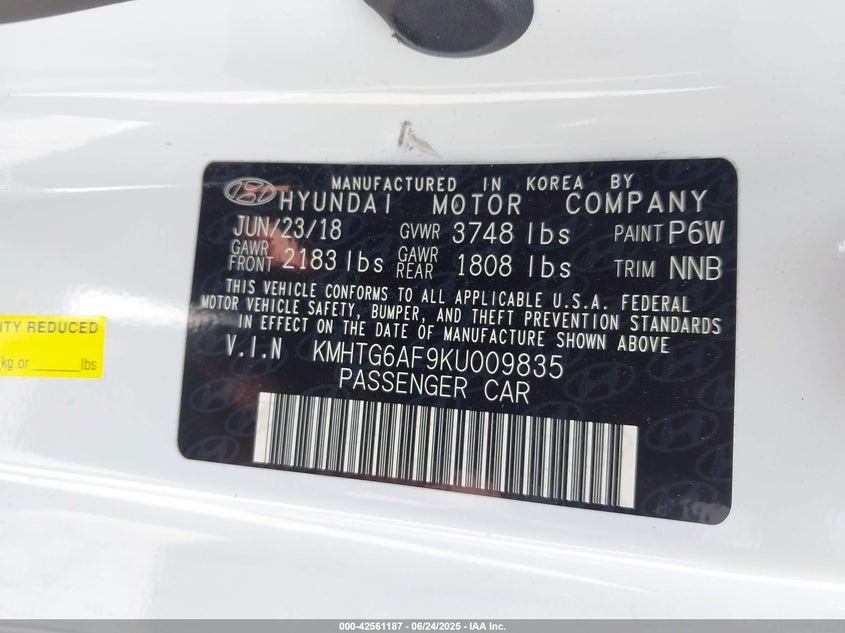 MANUFACTURED IN KOREA BY
HYUNDAI MOTOR COMPANY
JUN/23/18 GVWR 3748 lbs PAINT P6W
GAWR FRONT 2183 lbs GAWR REAR 1808 lbs TRIM NNB
THIS VEHICLE CONFORMS TO ALL APPLICABLE U.S.A. FEDERAL
MOTOR VEHICLE SAFETY, BUMPER, AND THEFT PREVENTION STANDARDS
IN EFFECT ON THE DATE OF MANUFACTURE SHOWN ABOVE
V.I.N KMHTG6AF9KU009835
PASSENGER CAR
REDUCED
kg or ______ lbs
000-42561187 - 06/24/2025 - IAA Inc.